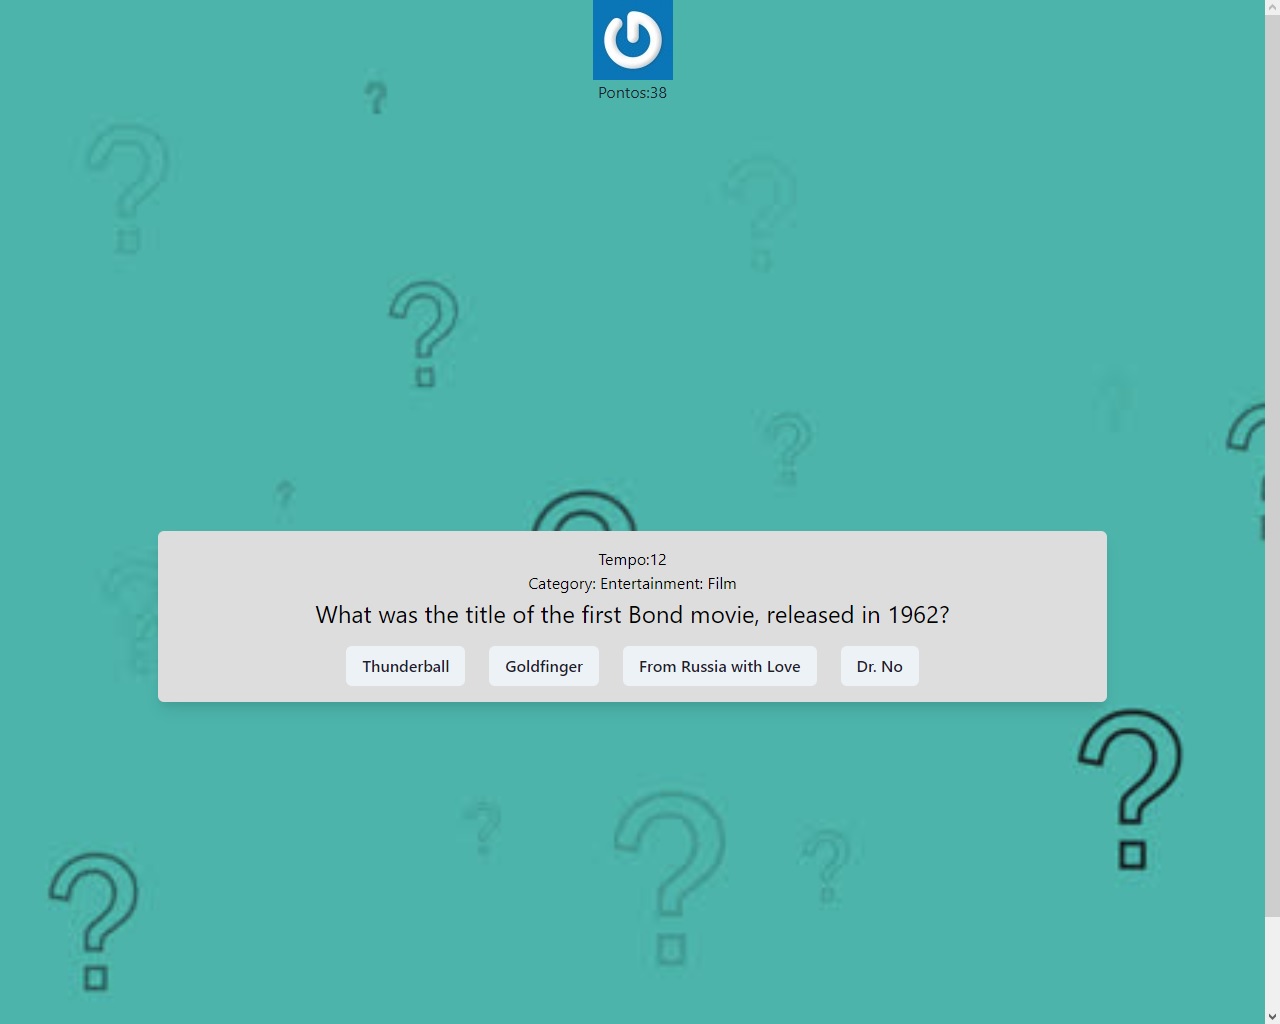 Pontos:38
Tempo:12
Category: Entertainment: Film
What was the title of the first Bond movie, released in 1962?
Thunderball
Goldfinger
From Russia with Love
Dr. No